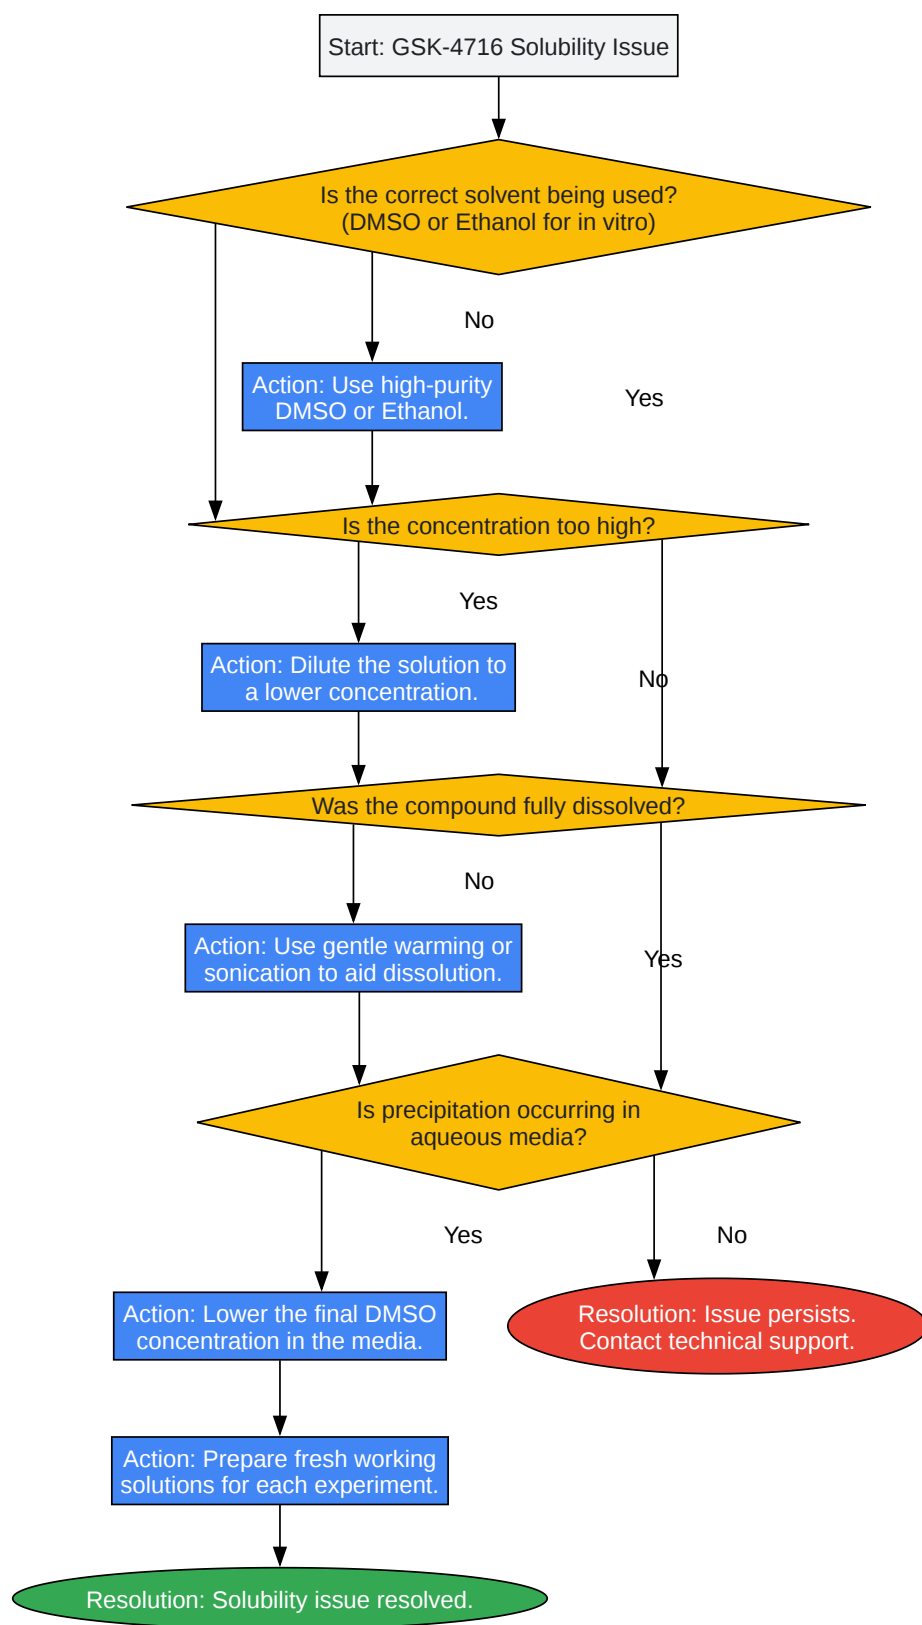 Start: GSK-4716 Solubility Issue
Is the correct solvent being used?
(DMSO or Ethanol for in vitro)
No
Action: Use high-purity
DMSO or Ethanol.
Yes
Is the concentration too high?
Yes
Action: Dilute the solution to
a lower concentration.
No
Was the compound fully dissolved?
No
Action: Use gentle warming or
sonication to aid dissolution.
Yes
Is precipitation occurring in
aqueous media?
Yes
No
Action: Lower the final DMSO
concentration in the media.
Resolution: Issue persists.
Contact technical support.
Action: Prepare fresh working
solutions for each experiment.
Resolution: Solubility issue resolved.